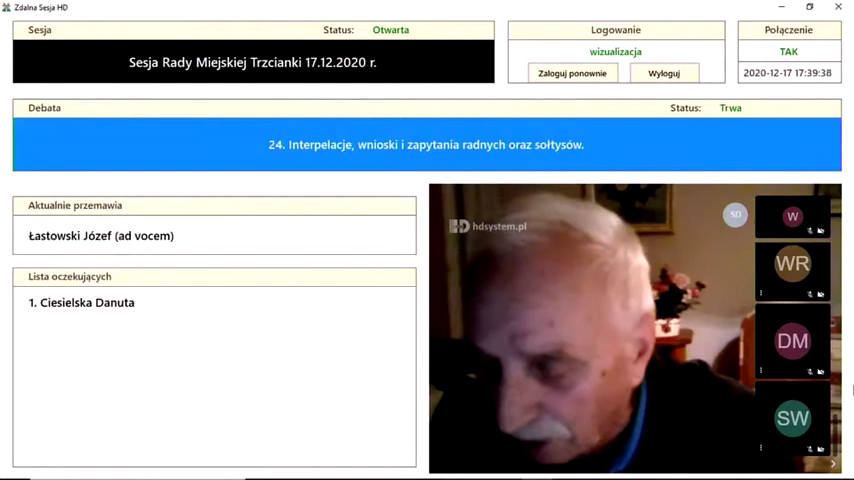 Zdalna Sesja HD
Sesja
Status: Otwarta
Sesja Rady Miejskiej Trzcianki 17.12.2020 r.
Logowanie
wizualizacja
Zaloguj ponownie
Wyloguj
Połączenie
TAK
2020-12-17 17:39:38
Debata
Status: Trwa
24. Interpelacje, wnioski i zapytania radnych oraz sołtysów.
Aktualnie przemawia
Łastowski Józef (ad vocem)
Lista oczekujących
1. Ciesielska Danuta
HD hdsystem.pl
SO
W
WR
DM
SW